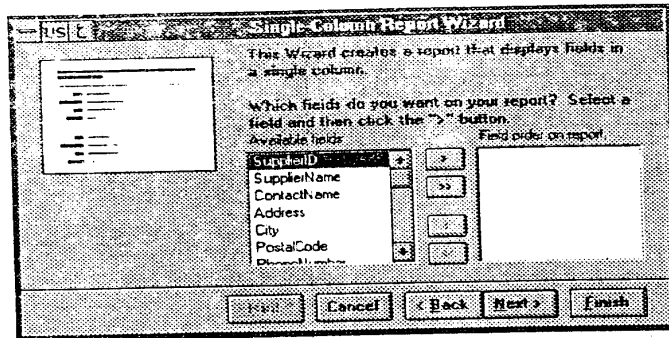 Single-Column Report Wizard
This Wizard creates a report that displays fields in
a single column.
Which fields do you want on your report? Select a
field and then click the ">" button.
Available fields
Field order on report
SupplierID
SupplierName
ContactName
Address
City
PostalCode
PhoneNumber
>
>>
<
Cancel
< Back
Next >
Finish